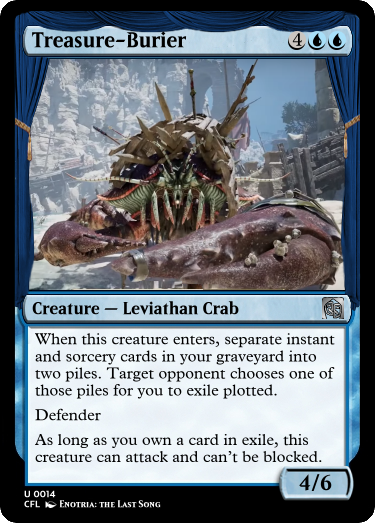 Treasure-Burier 4
Creature — Leviathan Crab
When this creature enters, separate instant
and sorcery cards in your graveyard into
two piles. Target opponent chooses one of
those piles for you to exile plotted.
Defender
As long as you own a card in exile, this
creature can attack and can't be blocked.
4/6
U 0014
CFL Enotria: the Last Song